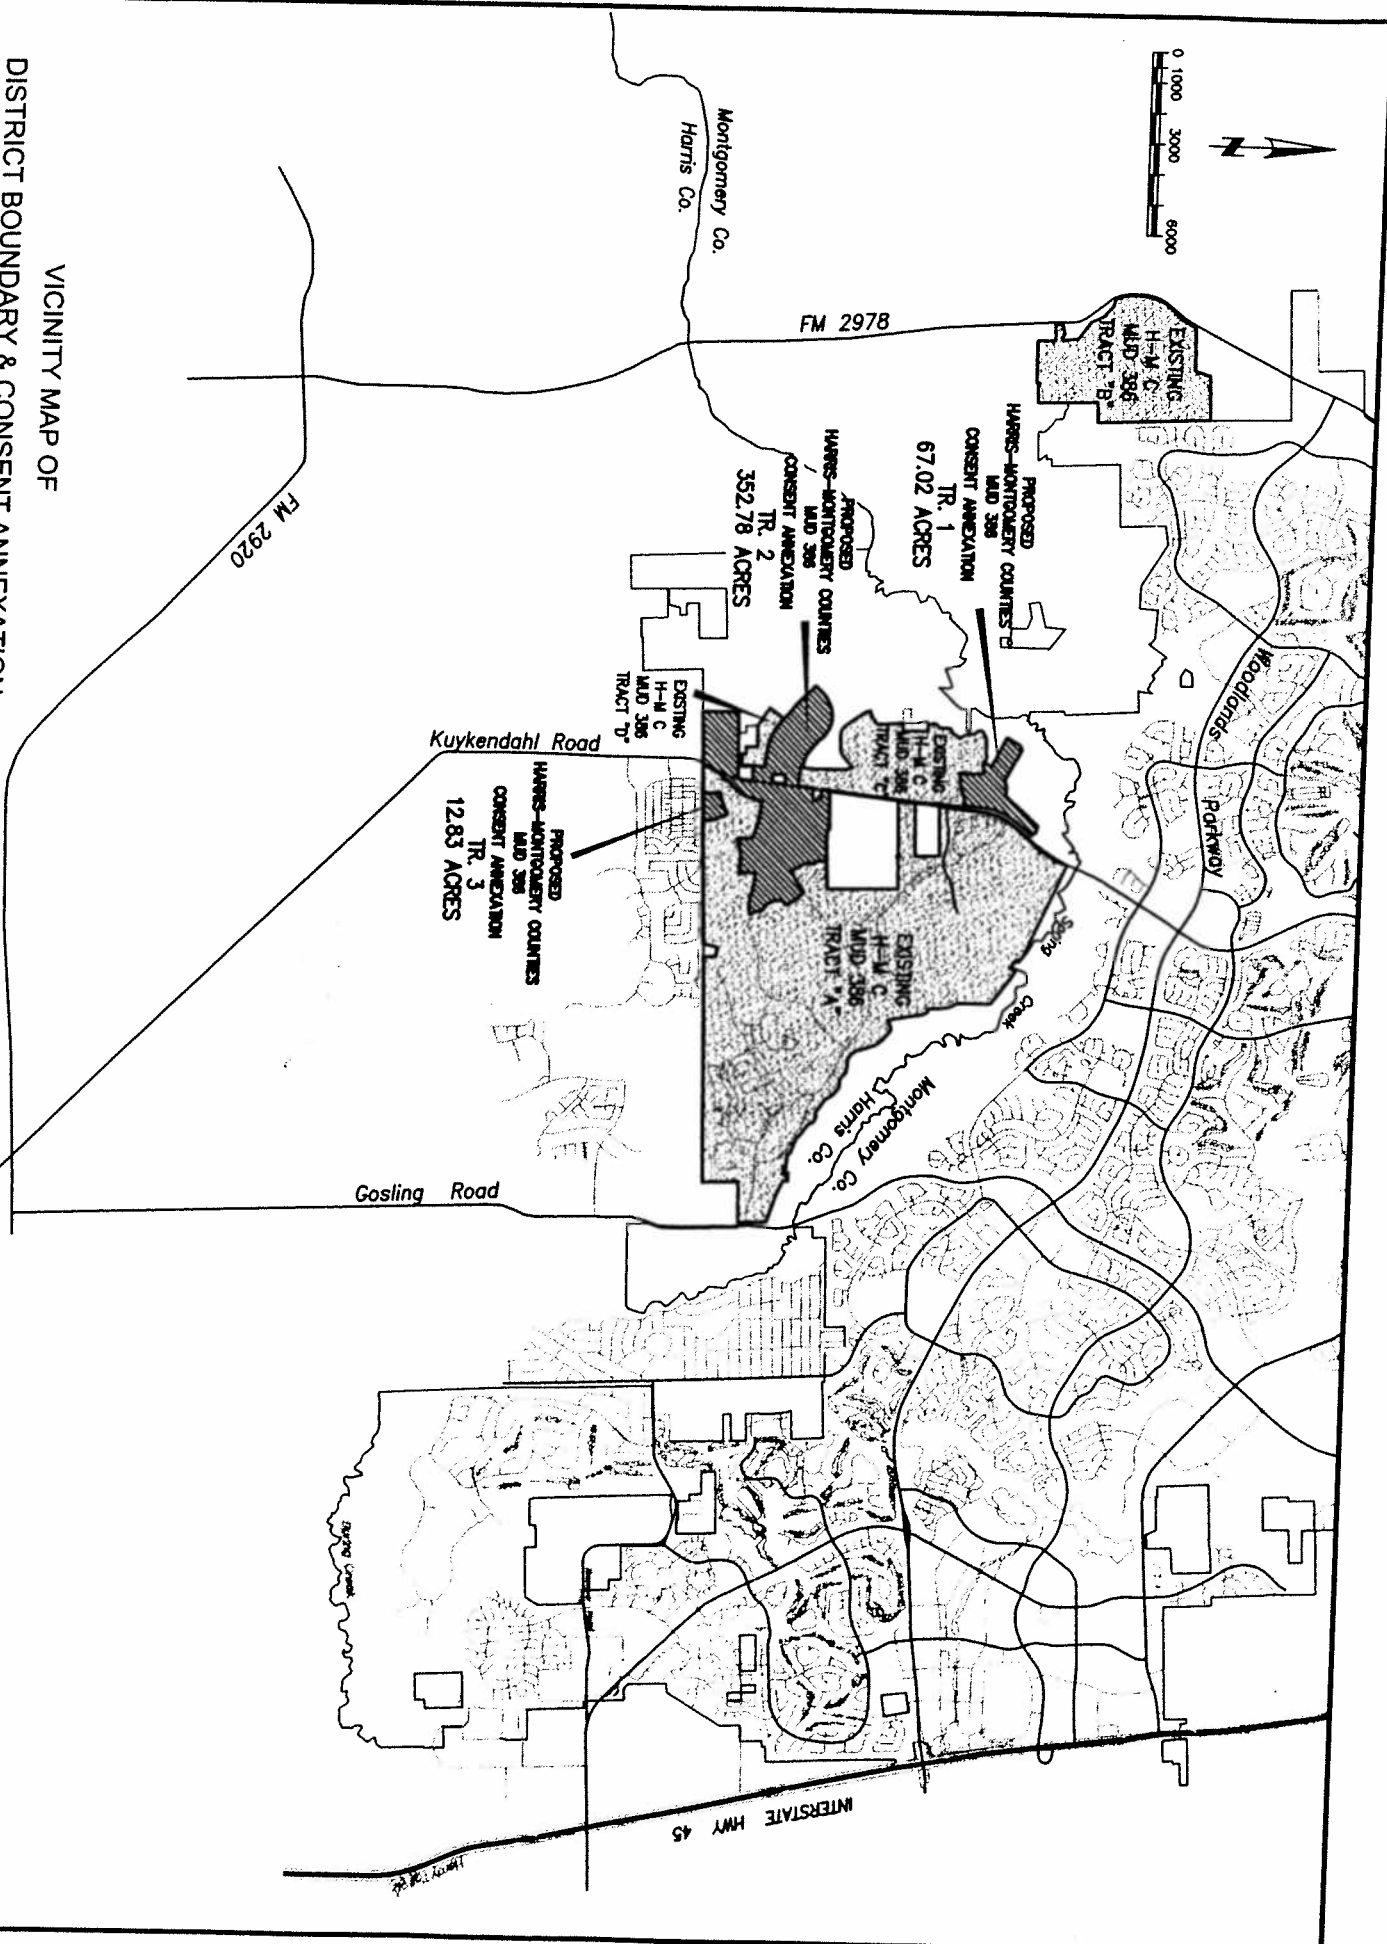 0 1000 3000 6000
N
Montgomery Co.
Harris Co.
FM 2978
EXISTING
H-M C
MUD 386
TRACT "B"
PROPOSED
HARRIS-MONTGOMERY COUNTIES
MUD 386
CONSENT ANNEXATION
TR. 1
67.02 ACRES
PROPOSED
HARRIS-MONTGOMERY COUNTIES
MUD 386
CONSENT ANNEXATION
TR. 2
352.78 ACRES
FM 2920
EXISTING
H-M C
MUD 386
TRACT "D"
Woodlands
Parkway
Kuykendahl Road
EXISTING
H-M C
MUD 386
TRACT "C"
PROPOSED
HARRIS-MONTGOMERY COUNTIES
MUD 386
CONSENT ANNEXATION
TR. 3
12.83 ACRES
EXISTING
H-M C
MUD 386
TRACT "A"
Spring
Creek
Montgomery Co.
Harris Co.
Gosling Road
Spring Creek
INTERSTATE HWY 45
VICINITY MAP OF
DISTRICT BOUNDARY & CONSENT ANNEXATION